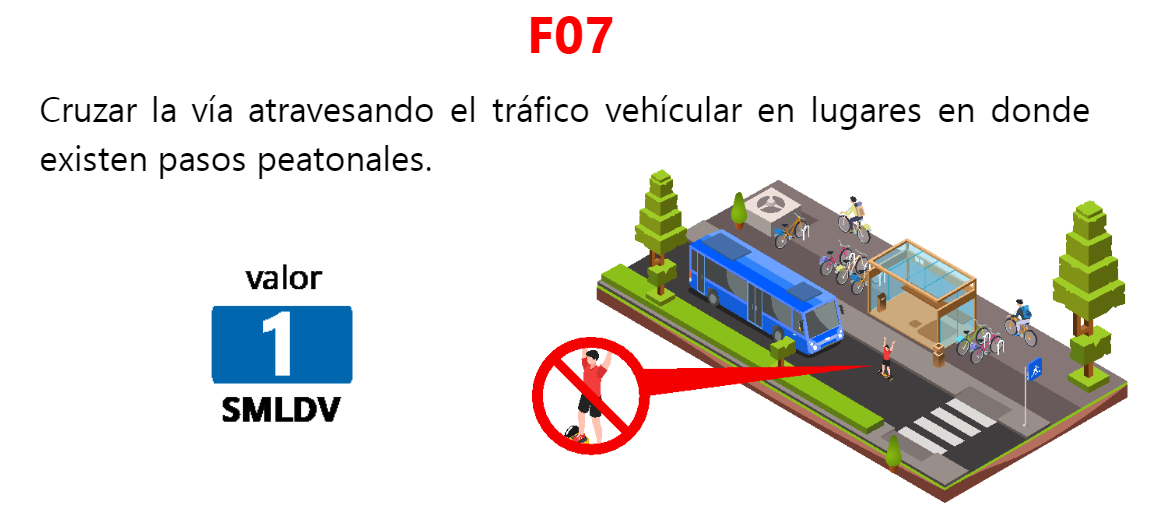 F07
Cruzar la vía atravesando el tráfico vehícular en lugares en donde
existen pasos peatonales.
valor
1
SMLDV